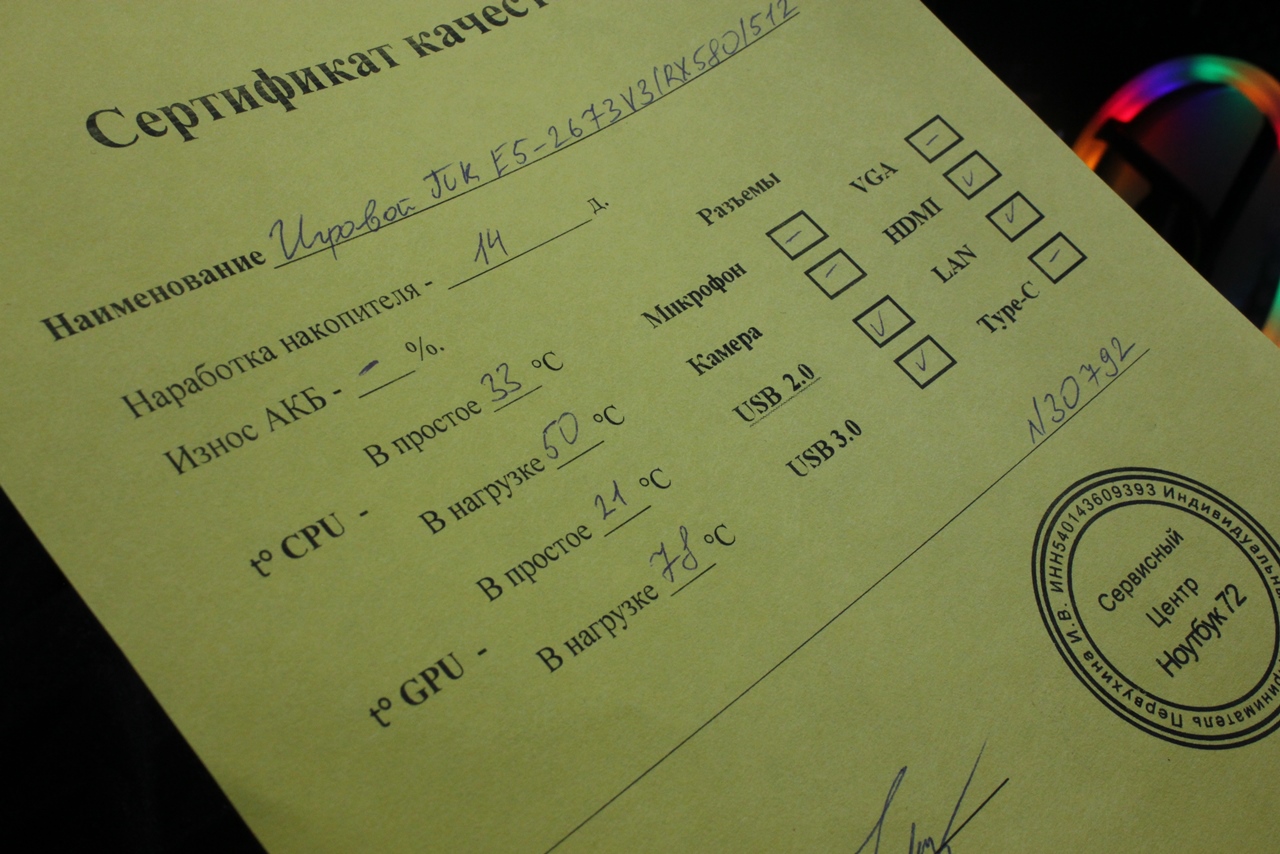 Сертификат качест
Наименование Игровой ПК E5-2673V3/RX580/512
Наработка накопителя - 14 д.
Износ АКБ - - %.
t° CPU - В простое 33 °C
В нагрузке 50 °C
t° GPU - В простое 21 °C
В нагрузке 78 °C
Разъемы
Микрофон -
Камера -
USB 2.0 ✓
USB 3.0 ✓
VGA -
HDMI ✓
LAN ✓
Type-C -
N30792
И.В. ИНН540143609393 Индивидуальны
приниматель Первухина
Сервисный
Центр
Ноутбук 72